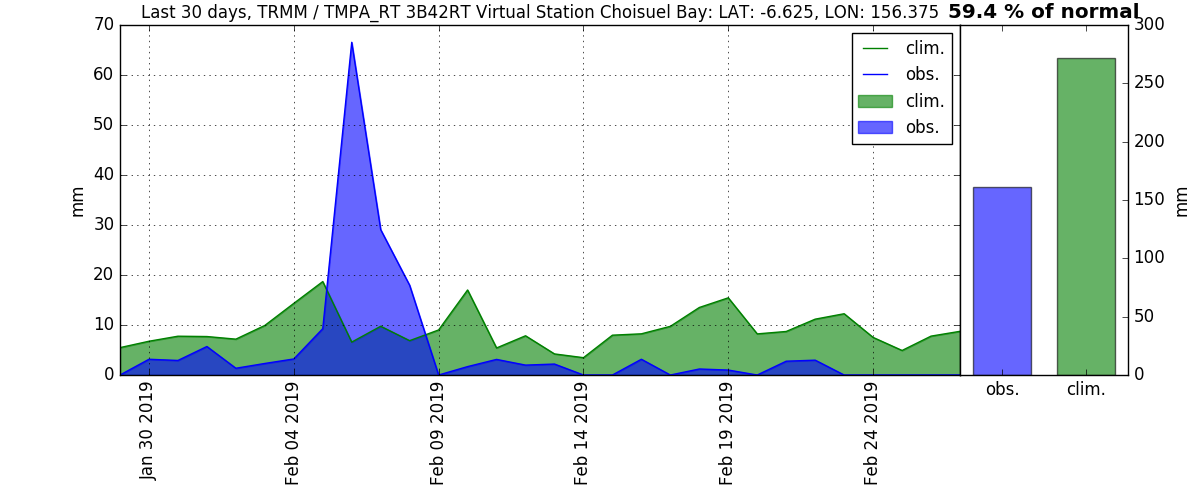 Last 30 days, TRMM / TMPA_RT 3B42RT Virtual Station Choisuel Bay: LAT: -6.625, LON: 156.375 59.4 % of normal
70
60
50
40
30
20
10
0
mm
clim.
obs.
clim.
obs.
300
250
200
150
100
50
0
mm
Jan 30 2019
Feb 04 2019
Feb 09 2019
Feb 14 2019
Feb 19 2019
Feb 24 2019
obs.
clim.